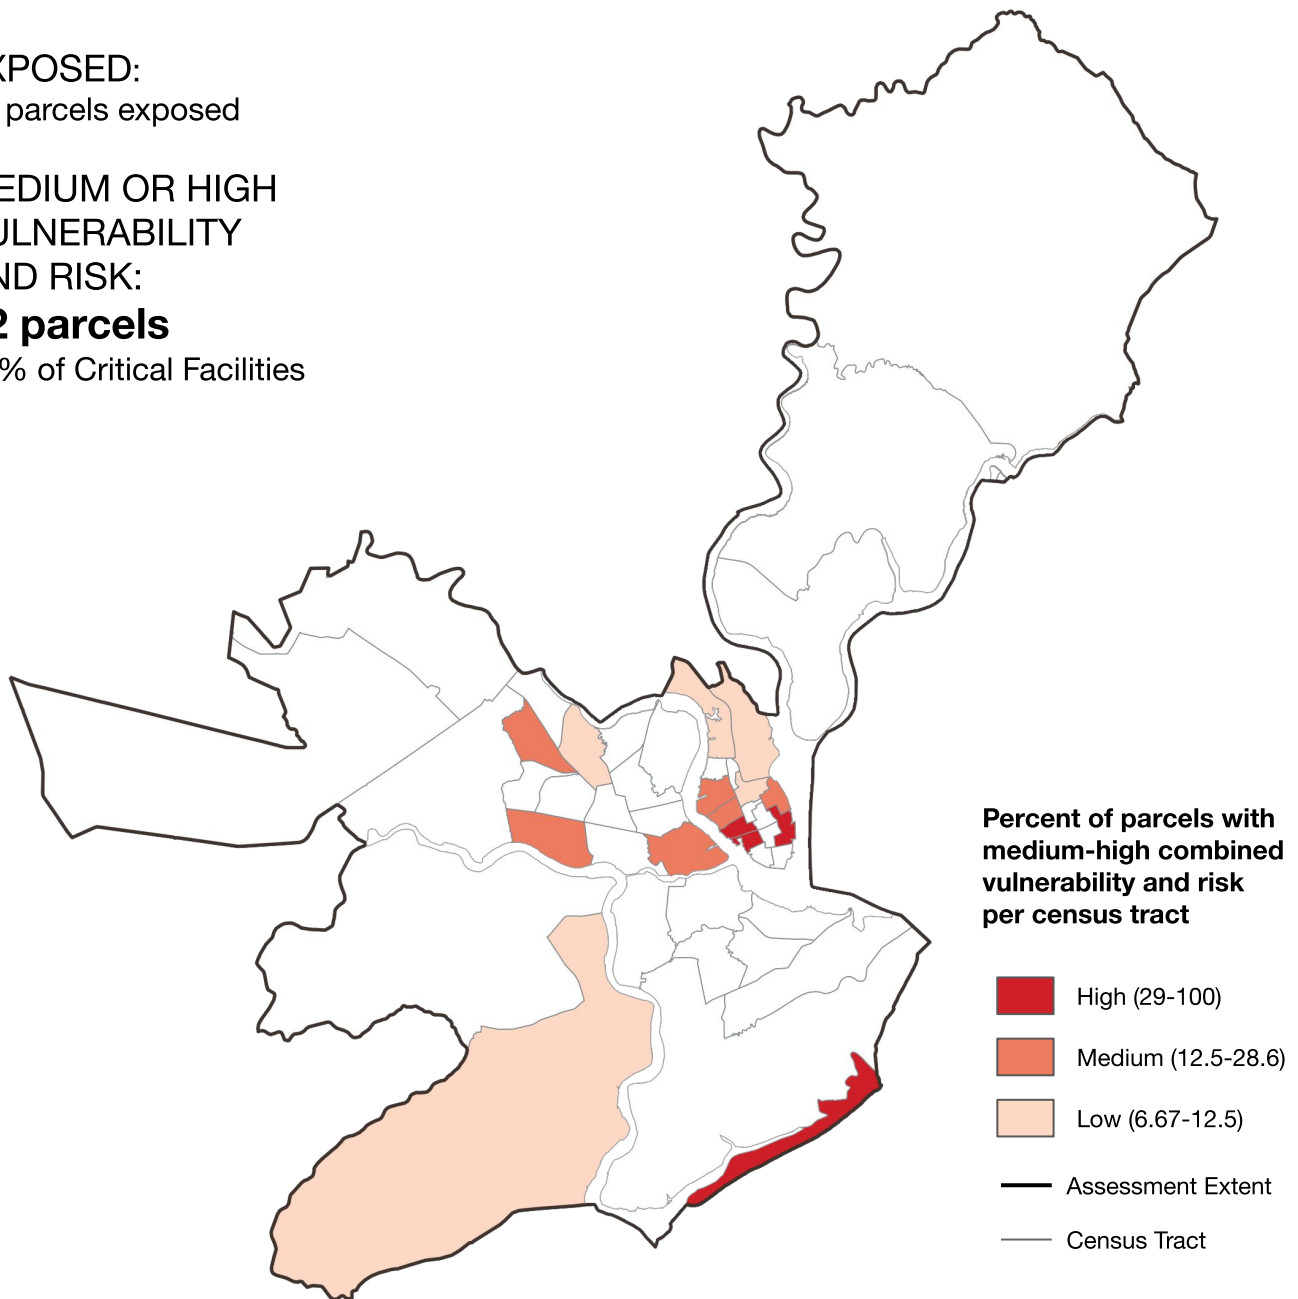 XPOSED:
parcels exposed
EDIUM OR HIGH
ULNERABILITY
ND RISK:
2 parcels
% of Critical Facilities
Percent of parcels with
medium-high combined
vulnerability and risk
per census tract
High (29-100)
Medium (12.5-28.6)
Low (6.67-12.5)
Assessment Extent
Census Tract